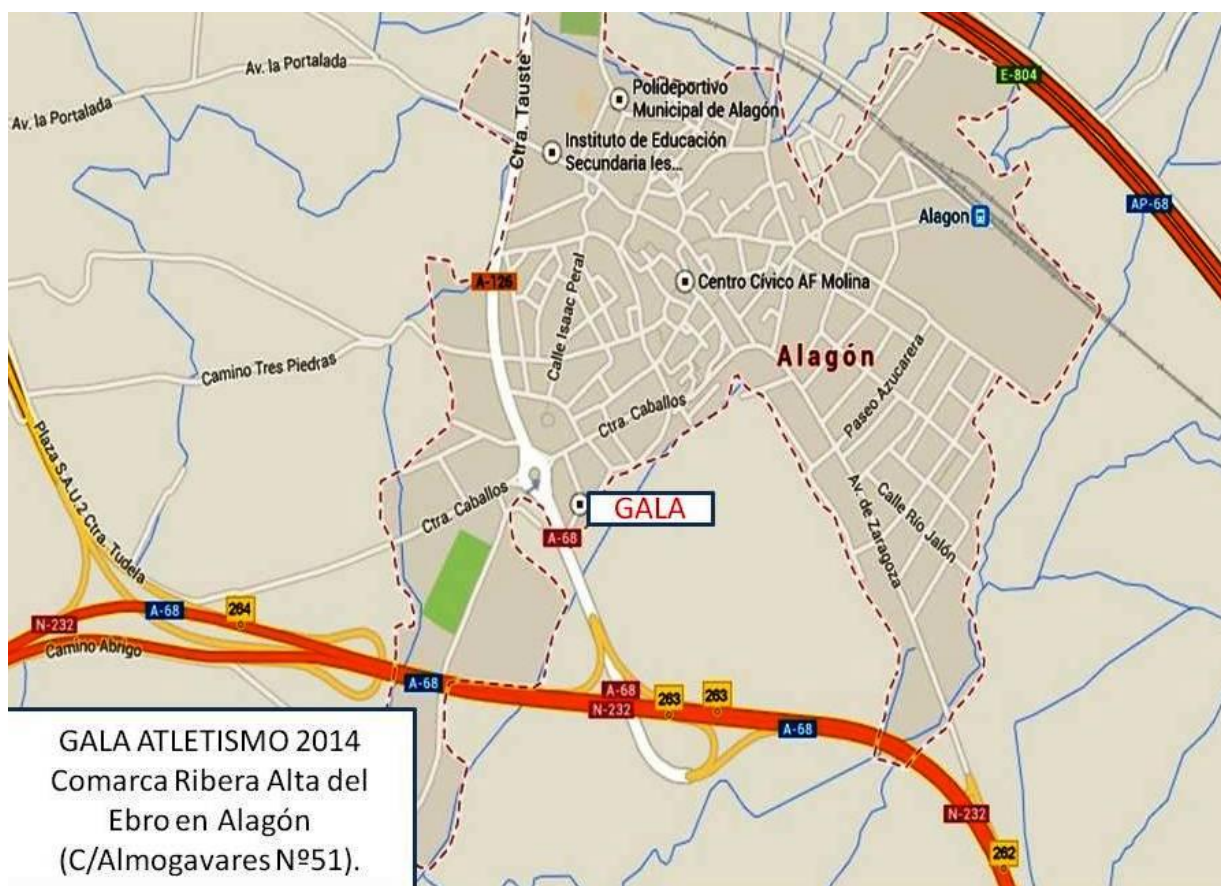 Av. la Portalada
Av. la Portalada
Ctra. Tauste
Polideportivo
Municipal de Alagón
Instituto de Educación
Secundaria Ies...
E-804
AP-68
Alagon
A-126
Calle Isaac Peral
Centro Cívico AF Molina
Alagón
Camino Tres Piedras
Paseo Azucarera
Ctra. Caballos
Plaza S.A.U.2 Ctra. Tudela
Ctra. Caballos
GALA
A-68
Av. de Zaragoza
Calle Río Jalón
A-68
264
N-232
Camino Abrigo
A-68
A-68
N-232
263
263
A-68
N-232
262
GALA ATLETISMO 2014
Comarca Ribera Alta del
Ebro en Alagón
(C/Almogavares Nº51).